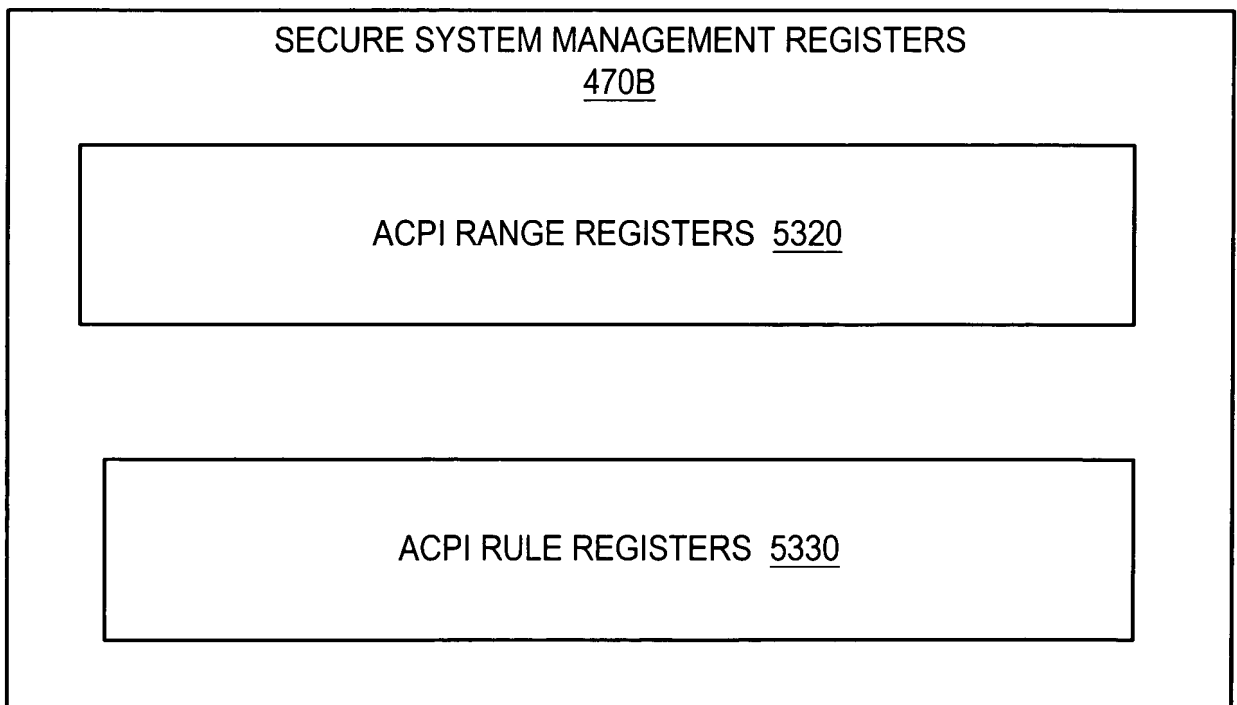 SECURE SYSTEM MANAGEMENT REGISTERS
470B
ACPI RANGE REGISTERS 5320
ACPI RULE REGISTERS 5330